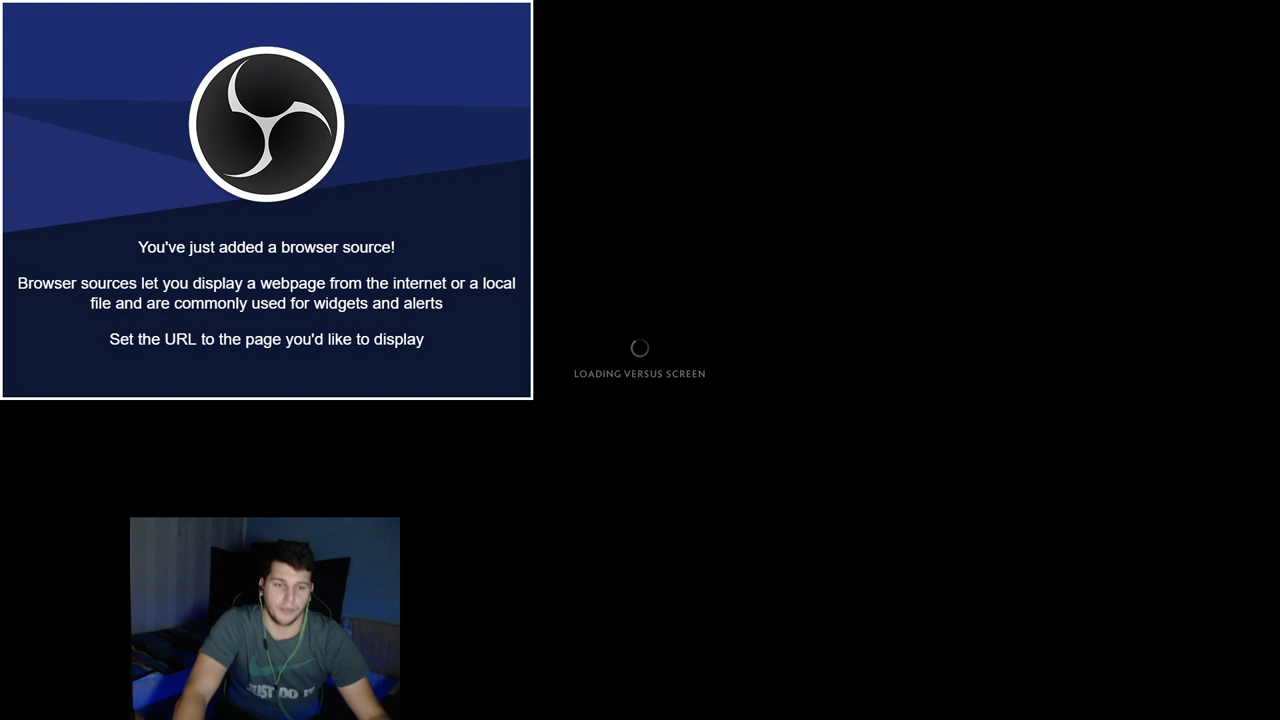 You've just added a browser source!
Browser sources let you display a webpage from the internet or a local
file and are commonly used for widgets and alerts
Set the URL to the page you'd like to display
LOADING VERSUS SCREEN
JUST DO IT